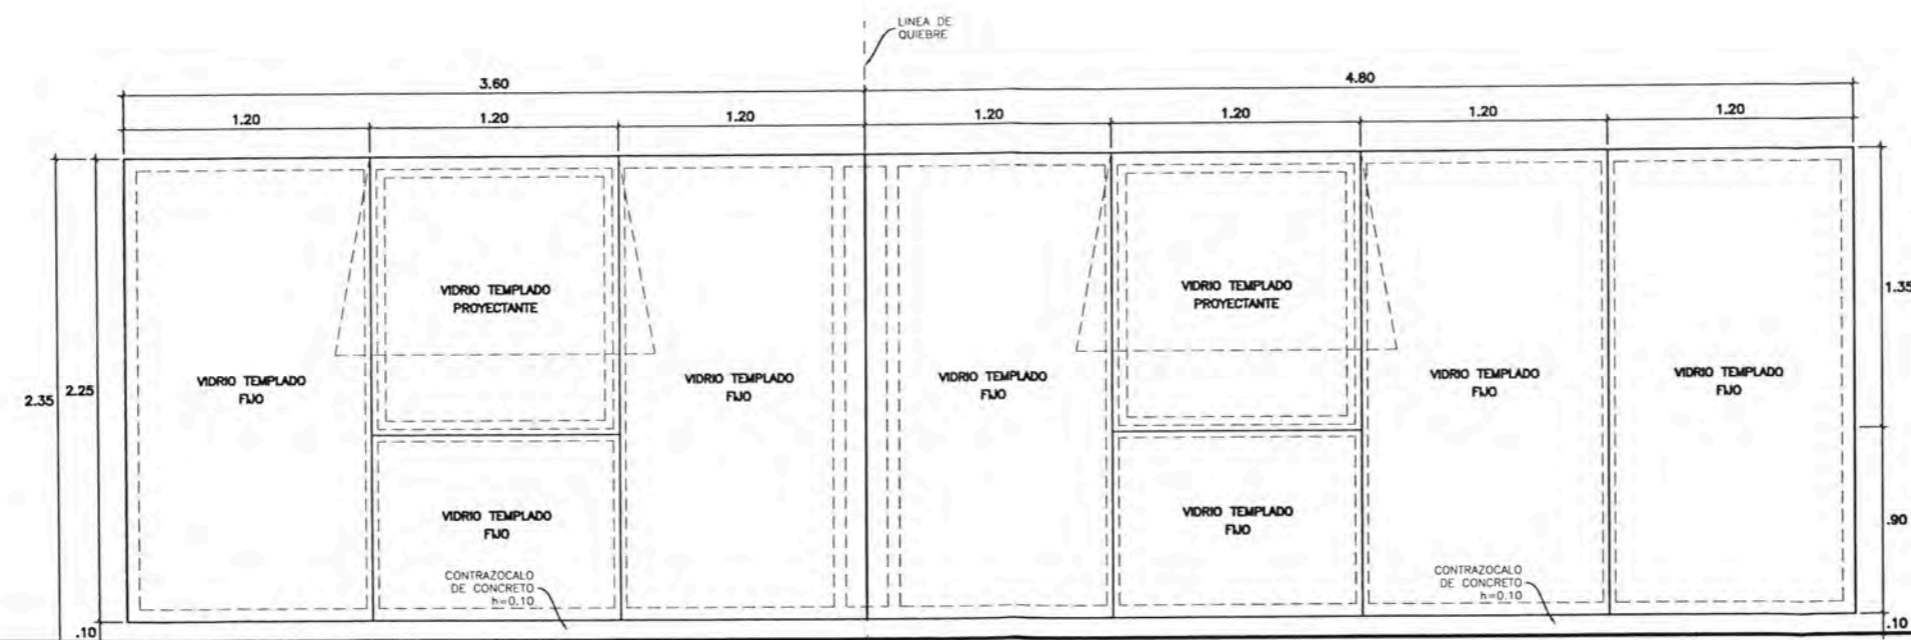 LINEA DE
QUIEBRE
3.60
4.80
1.20
1.20
1.20
1.20
1.20
1.20
1.20
VIDRIO TEMPLADO
PROYECTANTE
VIDRIO TEMPLADO
PROYECTANTE
1.35
2.35
2.25
VIDRIO TEMPLADO
FIJO
VIDRIO TEMPLADO
FIJO
VIDRIO TEMPLADO
FIJO
VIDRIO TEMPLADO
FIJO
VIDRIO TEMPLADO
FIJO
VIDRIO TEMPLADO
FIJO
VIDRIO TEMPLADO
FIJO
.90
CONTRAZOCALO
DE CONCRETO
h=0.10
CONTRAZOCALO
DE CONCRETO
h=0.10
.10
.10